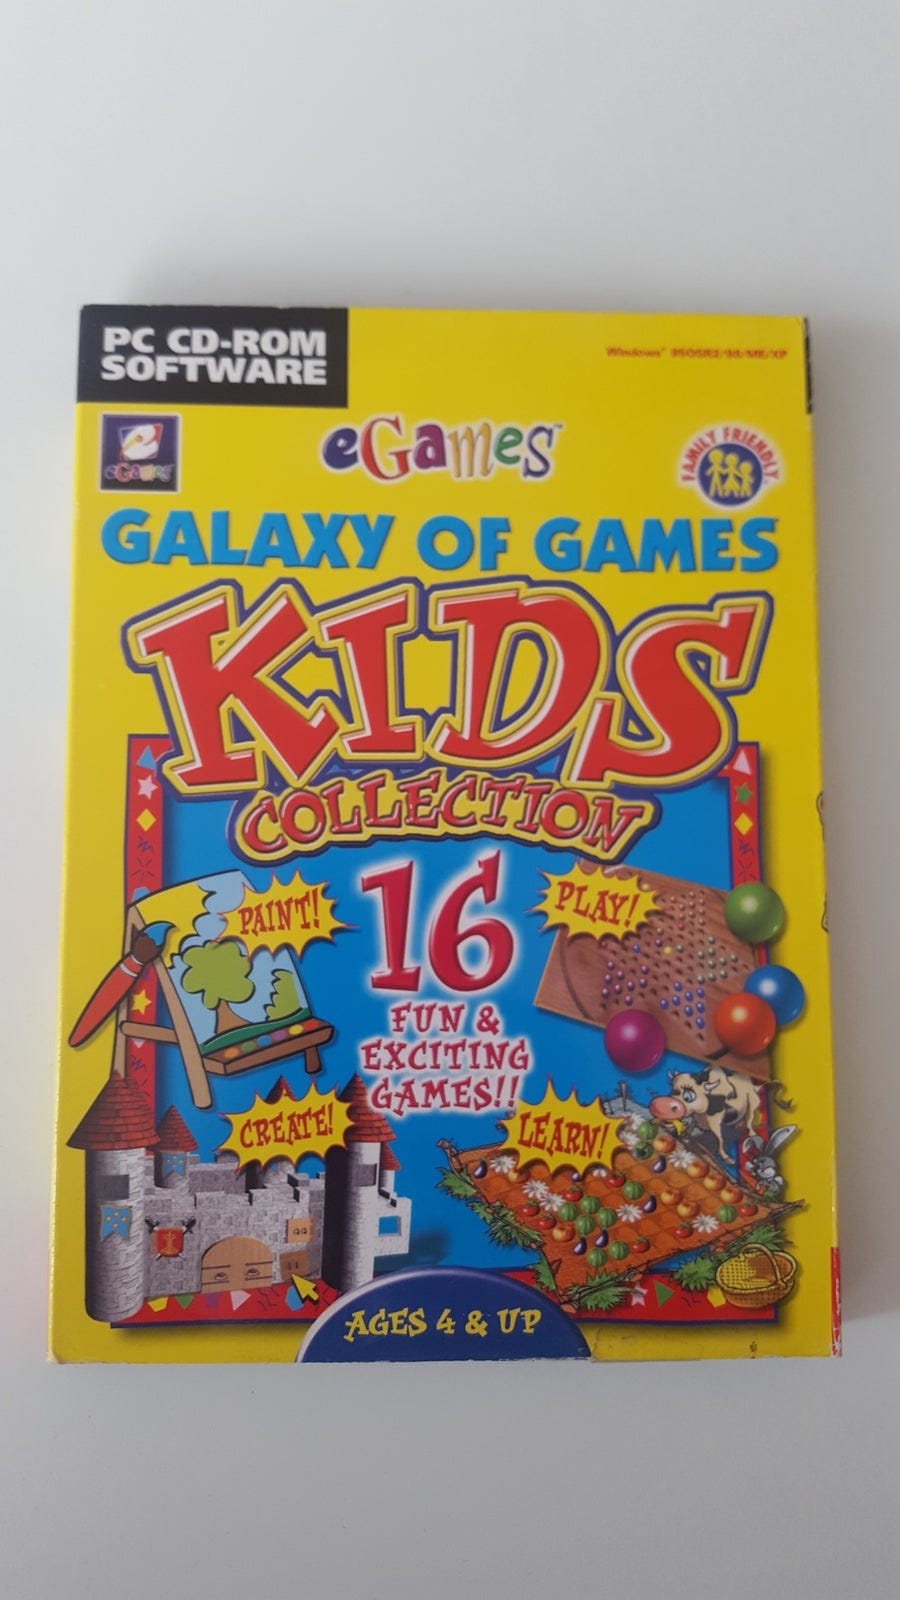 PC CD-ROM
SOFTWARE
Windows® 95OSR2/98/ME/XP
eGames
eGames™
FAMILY FRIENDLY
GALAXY OF GAMES
KIDS
COLLECTION
PAINT!
16
PLAY!
FUN &
EXCITING
GAMES!!
CREATE!
LEARN!
AGES 4 & UP